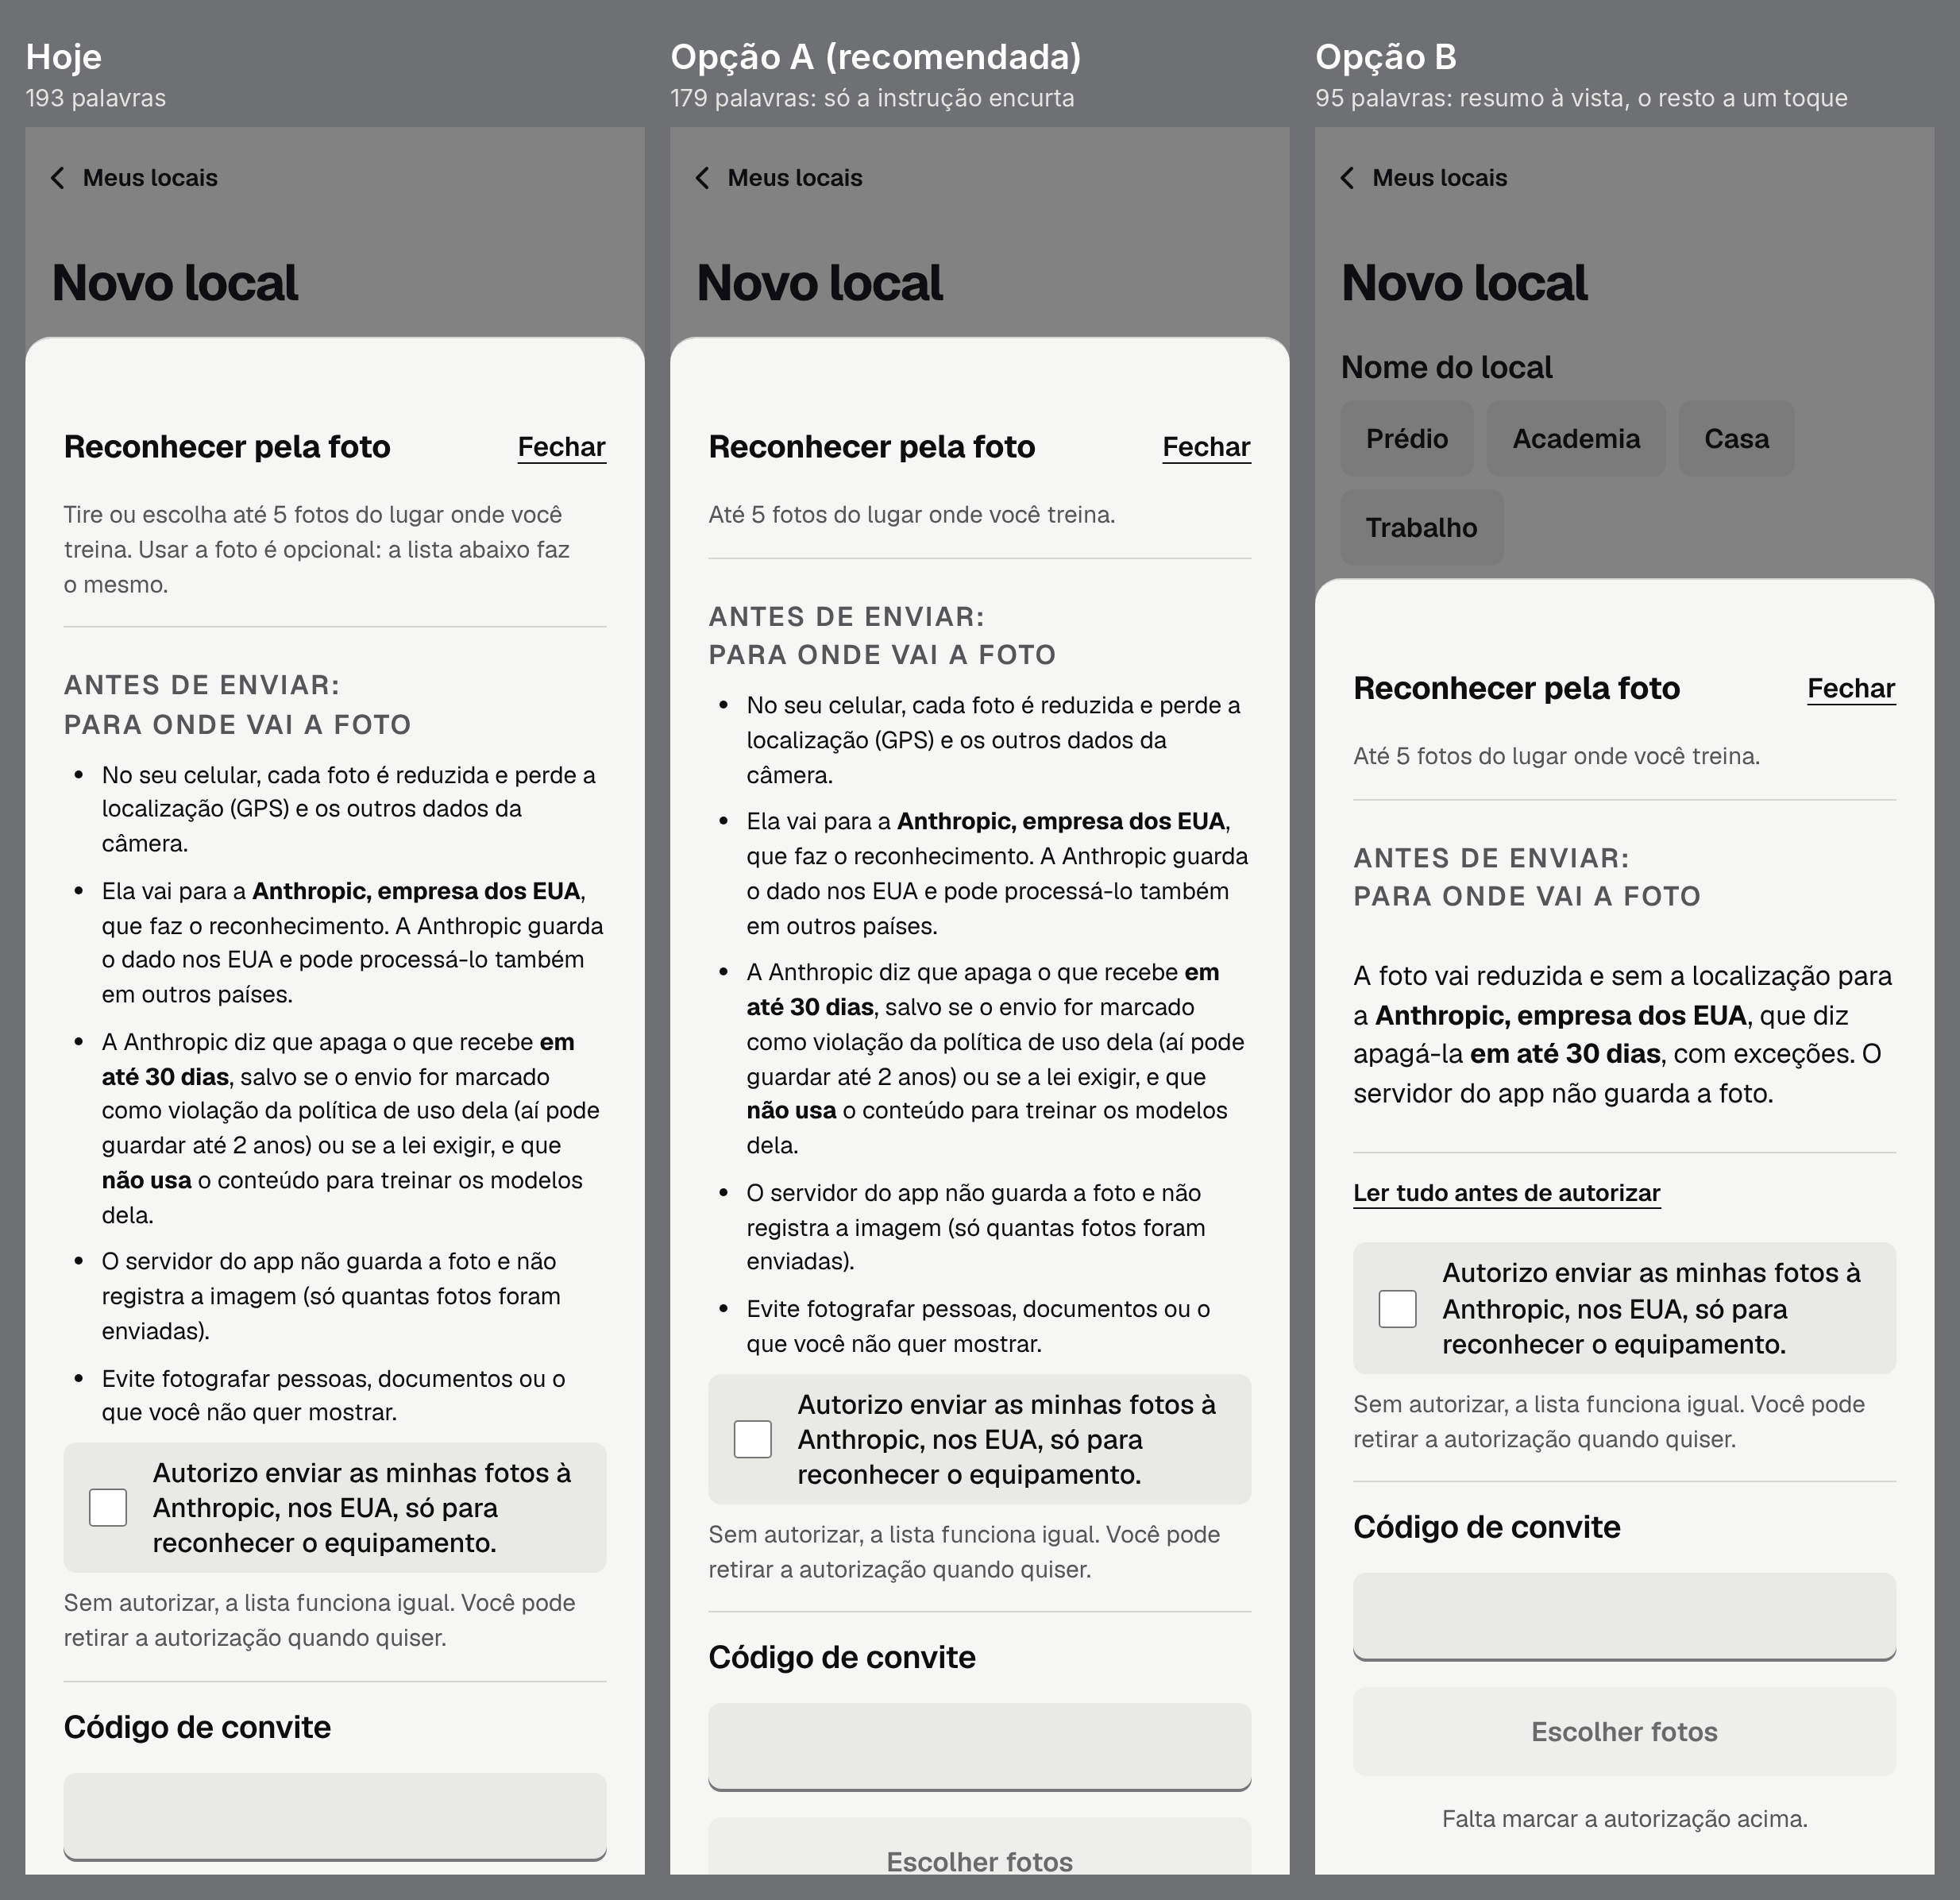 Hoje
193 palavras
Meus locais
Novo local
Reconhecer pela foto
Fechar
Tire ou escolha até 5 fotos do lugar onde você
treina. Usar a foto é opcional: a lista abaixo faz
o mesmo.
ANTES DE ENVIAR:
PARA ONDE VAI A FOTO
• No seu celular, cada foto é reduzida e perde a
localização (GPS) e os outros dados da
câmera.
• Ela vai para a Anthropic, empresa dos EUA,
que faz o reconhecimento. A Anthropic guarda
o dado nos EUA e pode processá-lo também
em outros países.
• A Anthropic diz que apaga o que recebe em
até 30 dias, salvo se o envio for marcado
como violação da política de uso dela (aí pode
guardar até 2 anos) ou se a lei exigir, e que
não usa o conteúdo para treinar os modelos
dela.
• O servidor do app não guarda a foto e não
registra a imagem (só quantas fotos foram
enviadas).
• Evite fotografar pessoas, documentos ou o
que você não quer mostrar.
Autorizo enviar as minhas fotos à
Anthropic, nos EUA, só para
reconhecer o equipamento.
Sem autorizar, a lista funciona igual. Você pode
retirar a autorização quando quiser.
Código de convite
Opção A (recomendada)
179 palavras: só a instrução encurta
Meus locais
Novo local
Reconhecer pela foto
Fechar
Até 5 fotos do lugar onde você treina.
ANTES DE ENVIAR:
PARA ONDE VAI A FOTO
• No seu celular, cada foto é reduzida e perde a
localização (GPS) e os outros dados da
câmera.
• Ela vai para a Anthropic, empresa dos EUA,
que faz o reconhecimento. A Anthropic guarda
o dado nos EUA e pode processá-lo também
em outros países.
• A Anthropic diz que apaga o que recebe em
até 30 dias, salvo se o envio for marcado
como violação da política de uso dela (aí pode
guardar até 2 anos) ou se a lei exigir, e que
não usa o conteúdo para treinar os modelos
dela.
• O servidor do app não guarda a foto e não
registra a imagem (só quantas fotos foram
enviadas).
• Evite fotografar pessoas, documentos ou o
que você não quer mostrar.
Autorizo enviar as minhas fotos à
Anthropic, nos EUA, só para
reconhecer o equipamento.
Sem autorizar, a lista funciona igual. Você pode
retirar a autorização quando quiser.
Código de convite
Escolher fotos
Opção B
95 palavras: resumo à vista, o resto a um toque
Meus locais
Novo local
Nome do local
Prédio
Academia
Casa
Trabalho
Reconhecer pela foto
Fechar
Até 5 fotos do lugar onde você treina.
ANTES DE ENVIAR:
PARA ONDE VAI A FOTO
A foto vai reduzida e sem a localização para
a Anthropic, empresa dos EUA, que diz
apagá-la em até 30 dias, com exceções. O
servidor do app não guarda a foto.
Ler tudo antes de autorizar
Autorizo enviar as minhas fotos à
Anthropic, nos EUA, só para
reconhecer o equipamento.
Sem autorizar, a lista funciona igual. Você pode
retirar a autorização quando quiser.
Código de convite
Escolher fotos
Falta marcar a autorização acima.